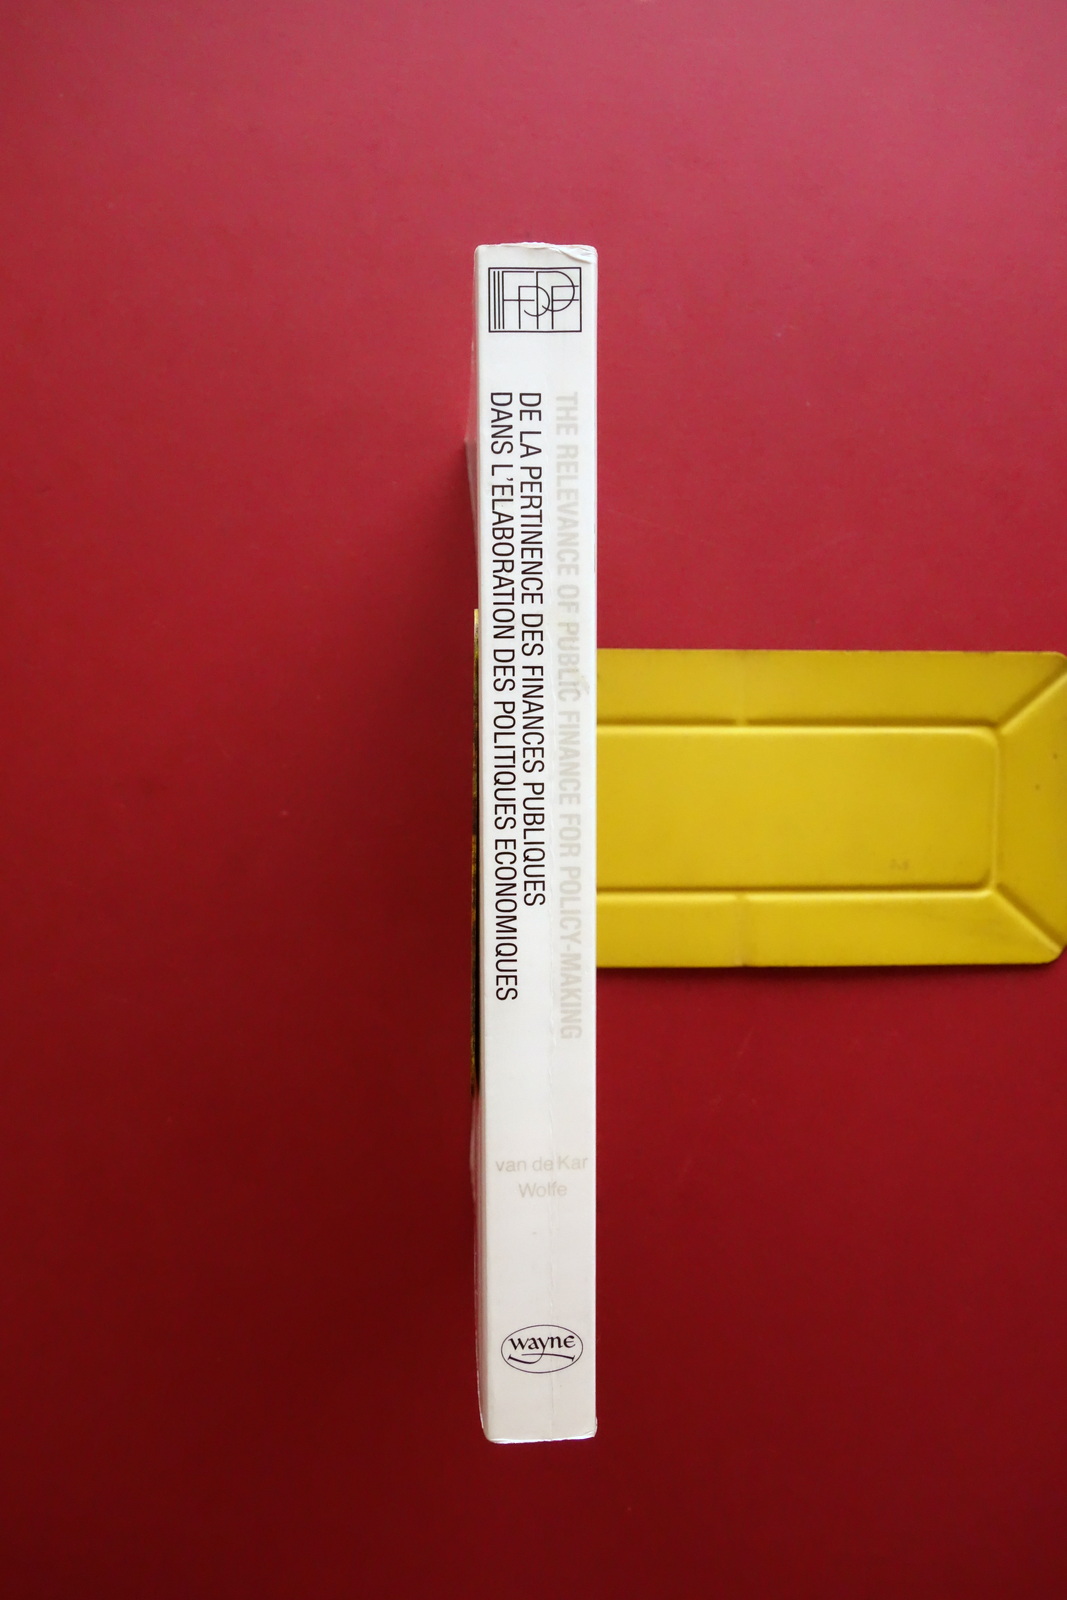 THE RELEVANCE OF PUBLIC FINANCE FOR POLICY-MAKING
DE LA PERTINENCE DES FINANCES PUBLIQUES
DANS L'ELABORATION DES POLITIQUES ECONOMIQUES
van de Kar
Wolfe
wayne